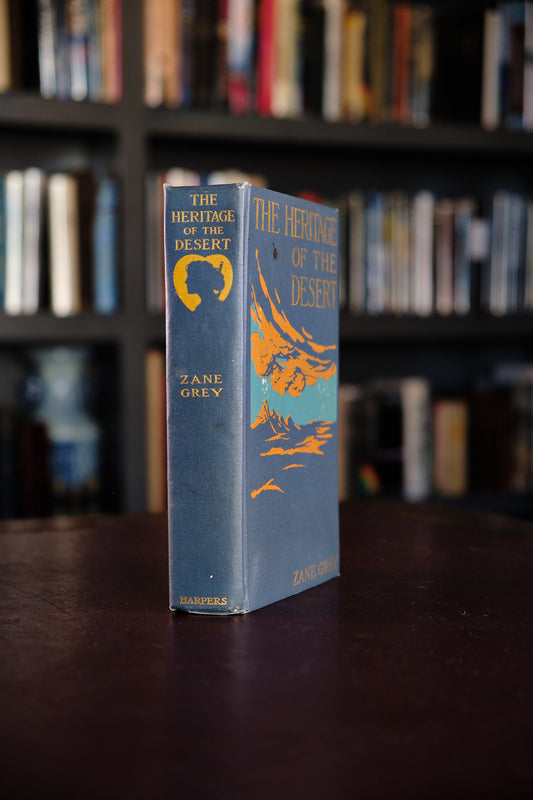 THE
HERITAGE
OF THE
DESERT
ZANE
GREY
HARPERS
THE HERITAGE
OF THE
DESERT
ZANE GREY